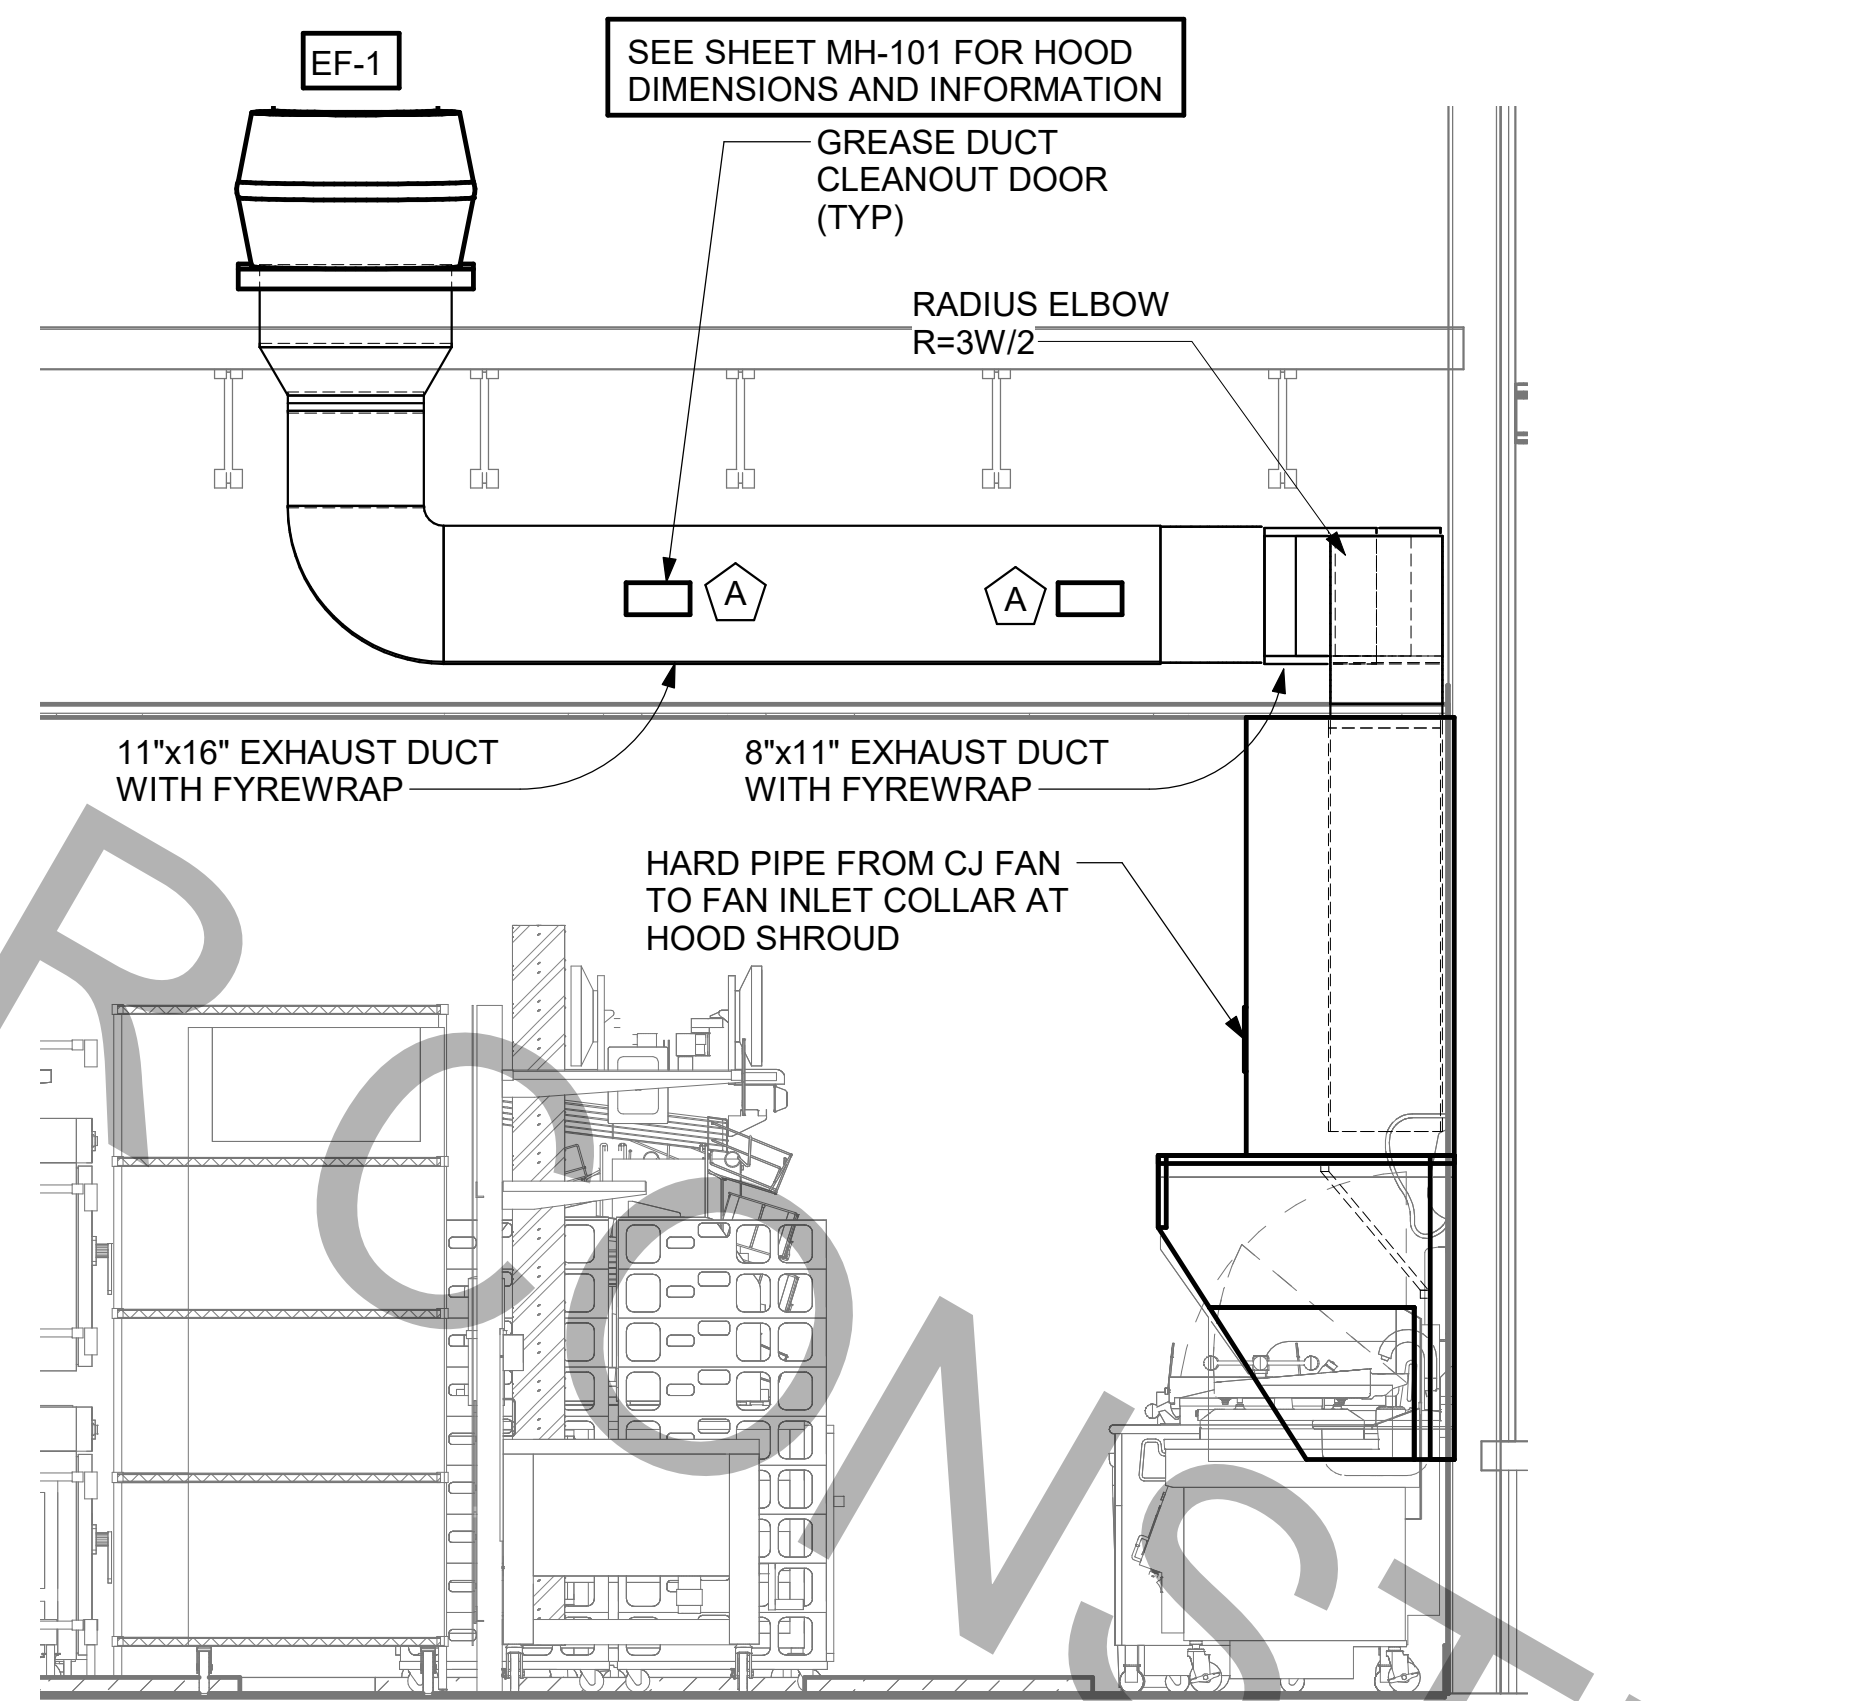 EF-1
SEE SHEET MH-101 FOR HOOD
DIMENSIONS AND INFORMATION
GREASE DUCT
CLEANOUT DOOR
(TYP)
RADIUS ELBOW
R=3W/2
A
A
11"x16" EXHAUST DUCT
WITH FYREWRAP
8"x11" EXHAUST DUCT
WITH FYREWRAP
HARD PIPE FROM CJ FAN
TO FAN INLET COLLAR AT
HOOD SHROUD
R CONST